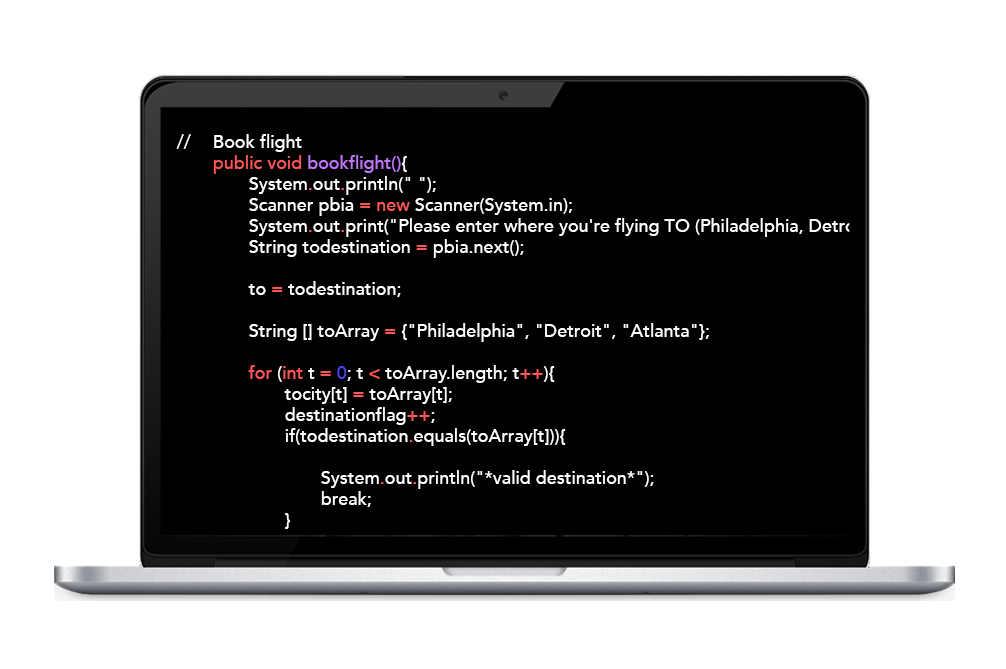 // Book flight
public void bookflight(){
System.out.println(" ");
Scanner pbia = new Scanner(System.in);
System.out.print("Please enter where you're flying TO (Philadelphia,
String todestination = pbia.next();
to = todestination;
String [] toArray = {"Philadelphia", "Detroit", "Atlanta"};
for (int t = 0; t < toArray.length; t++){
tocity[t] = toArray[t];
destinationflag++;
if(todestination.equals(toArray[t])){
System.out.println("*valid destination*");
break;
}